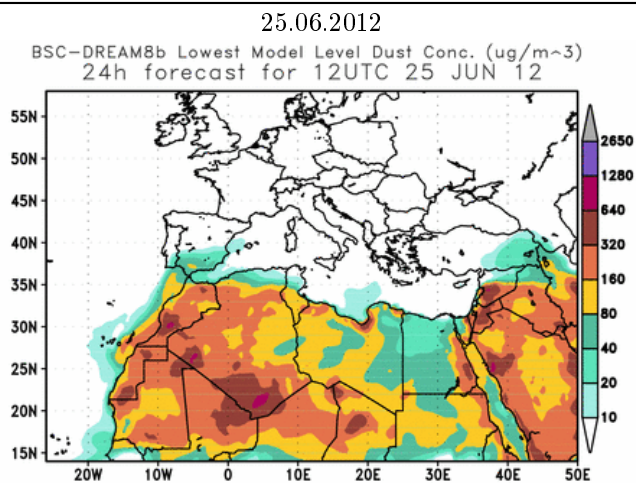 25.06.2012
BSC-DREAM8b Lowest Model Level Dust Conc. (ug/m^3)
24h forecast for 12UTC 25 JUN 12
55N
50N
45N
40N
35N
30N
25N
20N
15N
20W 10W 0 10E 20E 30E 40E 50E
2650
1280
640
320
160
80
40
20
10